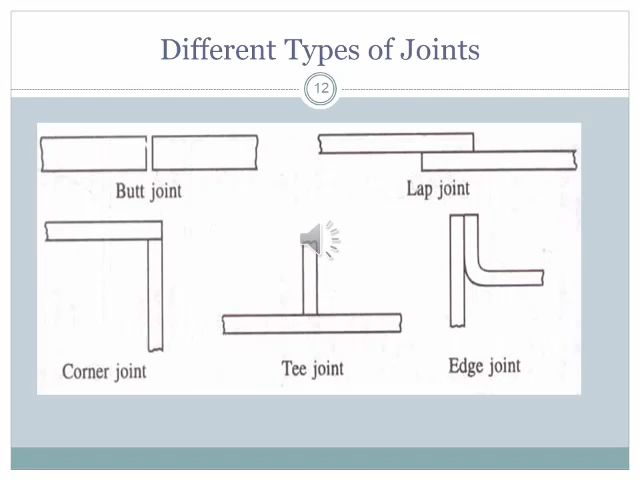 Different Types of Joints
12
Butt joint
Lap joint
Corner joint
Tee joint
Edge joint